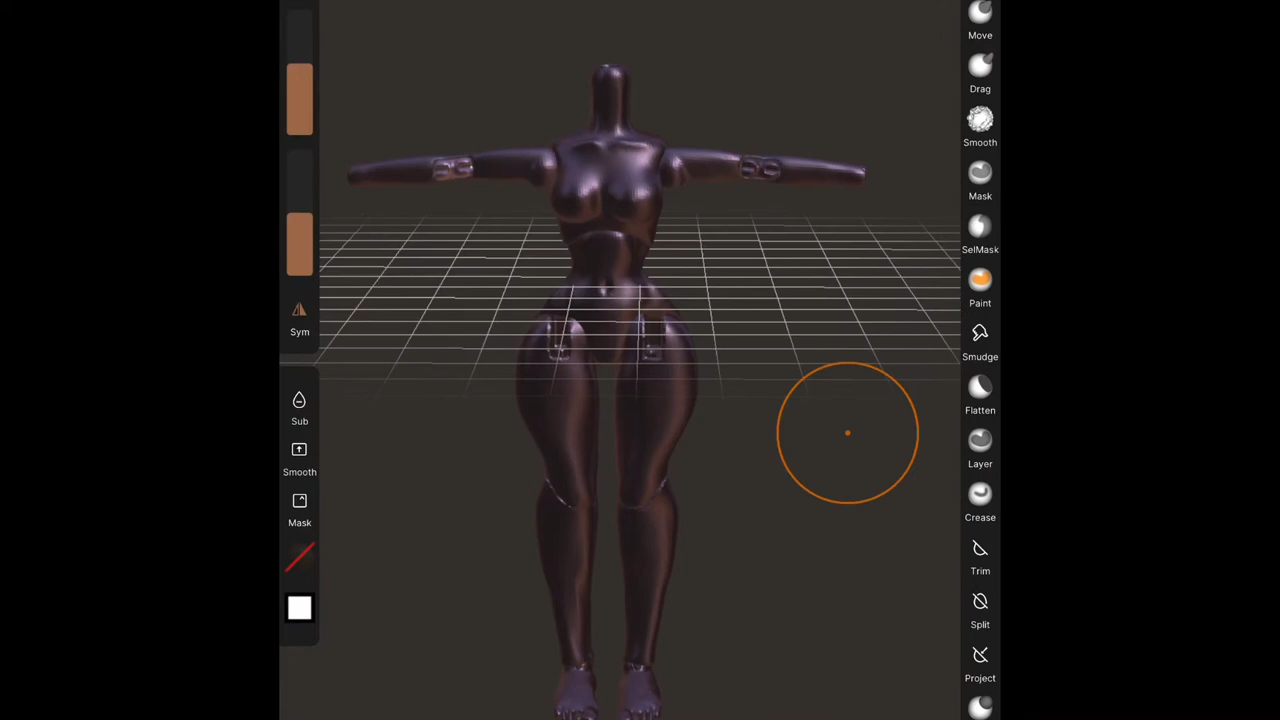 Sym
Sub
Smooth
Mask
Move
Drag
Smooth
Mask
SelMask
Paint
Smudge
Flatten
Layer
Crease
Trim
Split
Project